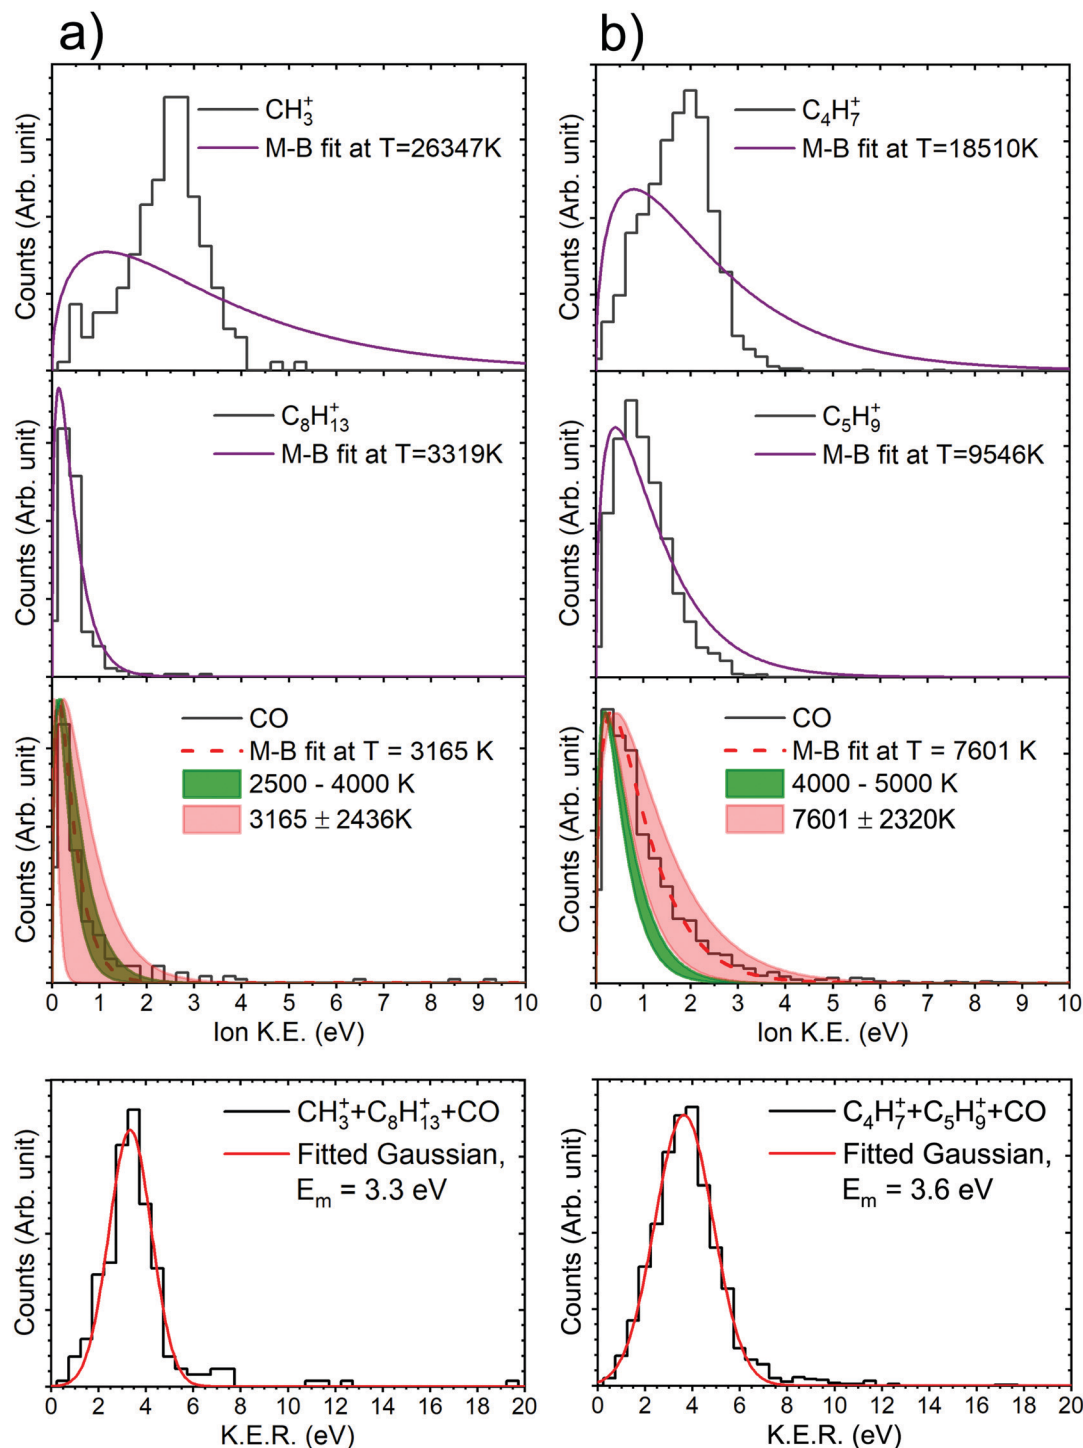 a)
CH₃⁺
M-B fit at T=26347K
Counts (Arb. unit)
C₈H₁₃⁺
M-B fit at T=3319K
Counts (Arb. unit)
CO
M-B fit at T = 3165 K
2500 - 4000 K
3165 ± 2436K
Counts (Arb. unit)
0 1 2 3 4 5 6 7 8 9 10
Ion K.E. (eV)
CH₃⁺+C₈H₁₃⁺+CO
Fitted Gaussian,
Eₘ = 3.3 eV
Counts (Arb. unit)
0 2 4 6 8 10 12 14 16 18 20
K.E.R. (eV)
b)
C₄H₇⁺
M-B fit at T=18510K
Counts (Arb. unit)
C₅H₉⁺
M-B fit at T=9546K
Counts (Arb. unit)
CO
M-B fit at T = 7601 K
4000 - 5000 K
7601 ± 2320K
Counts (Arb. unit)
0 1 2 3 4 5 6 7 8 9 10
Ion K.E. (eV)
C₄H₇⁺+C₅H₉⁺+CO
Fitted Gaussian,
Eₘ = 3.6 eV
Counts (Arb. unit)
0 2 4 6 8 10 12 14 16 18 20
K.E.R. (eV)